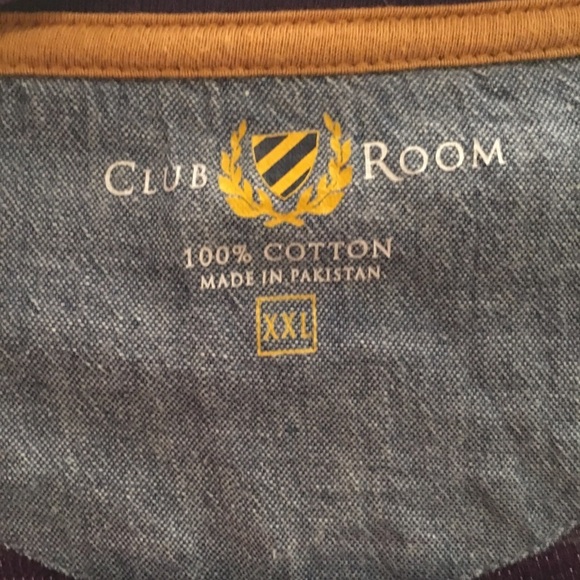 CLUB ROOM
100% COTTON
MADE IN PAKISTAN
XXL